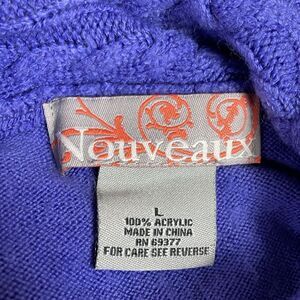 Nouveaux
L
100% ACRYLIC
MADE IN CHINA
RN 69377
FOR CARE SEE REVERSE